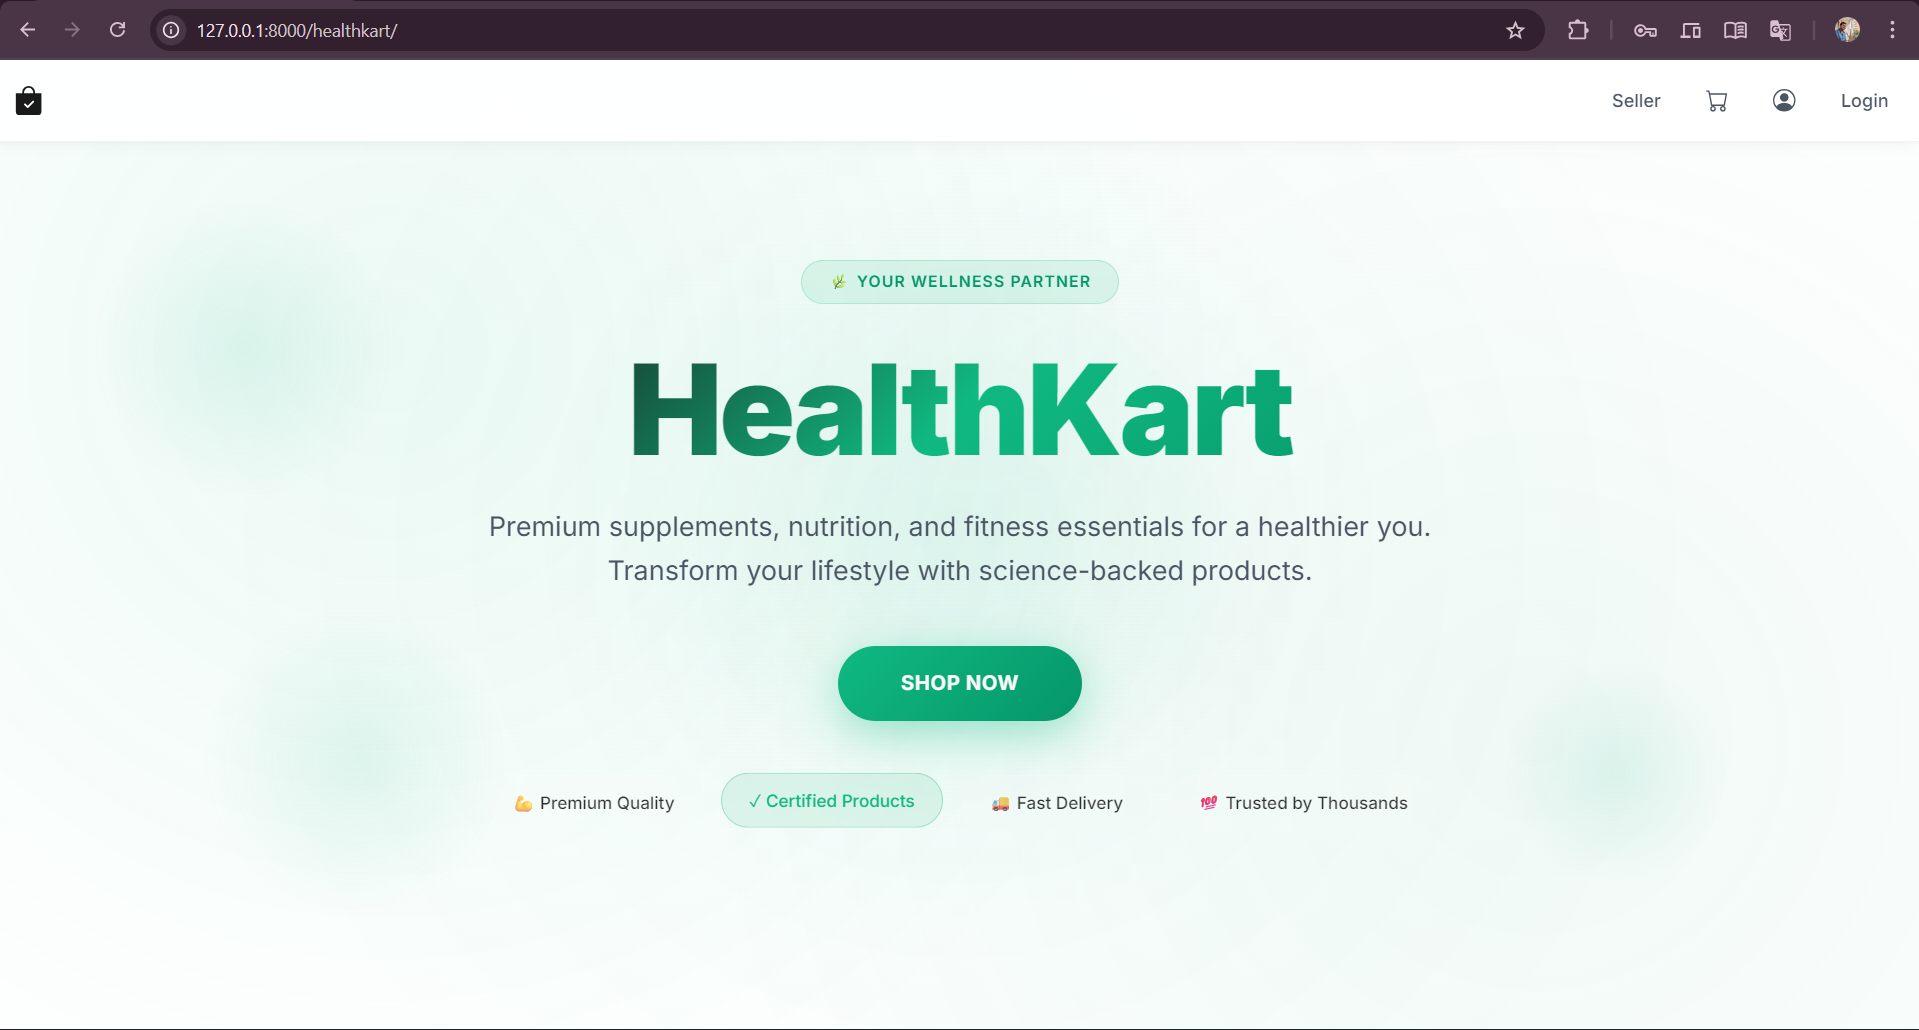 127.0.0.1:8000/healthkart/
Seller Login
🌿 YOUR WELLNESS PARTNER
HealthKart
Premium supplements, nutrition, and fitness essentials for a healthier you.
Transform your lifestyle with science-backed products.
SHOP NOW
💪 Premium Quality ✓ Certified Products 🚚 Fast Delivery 💯 Trusted by Thousands